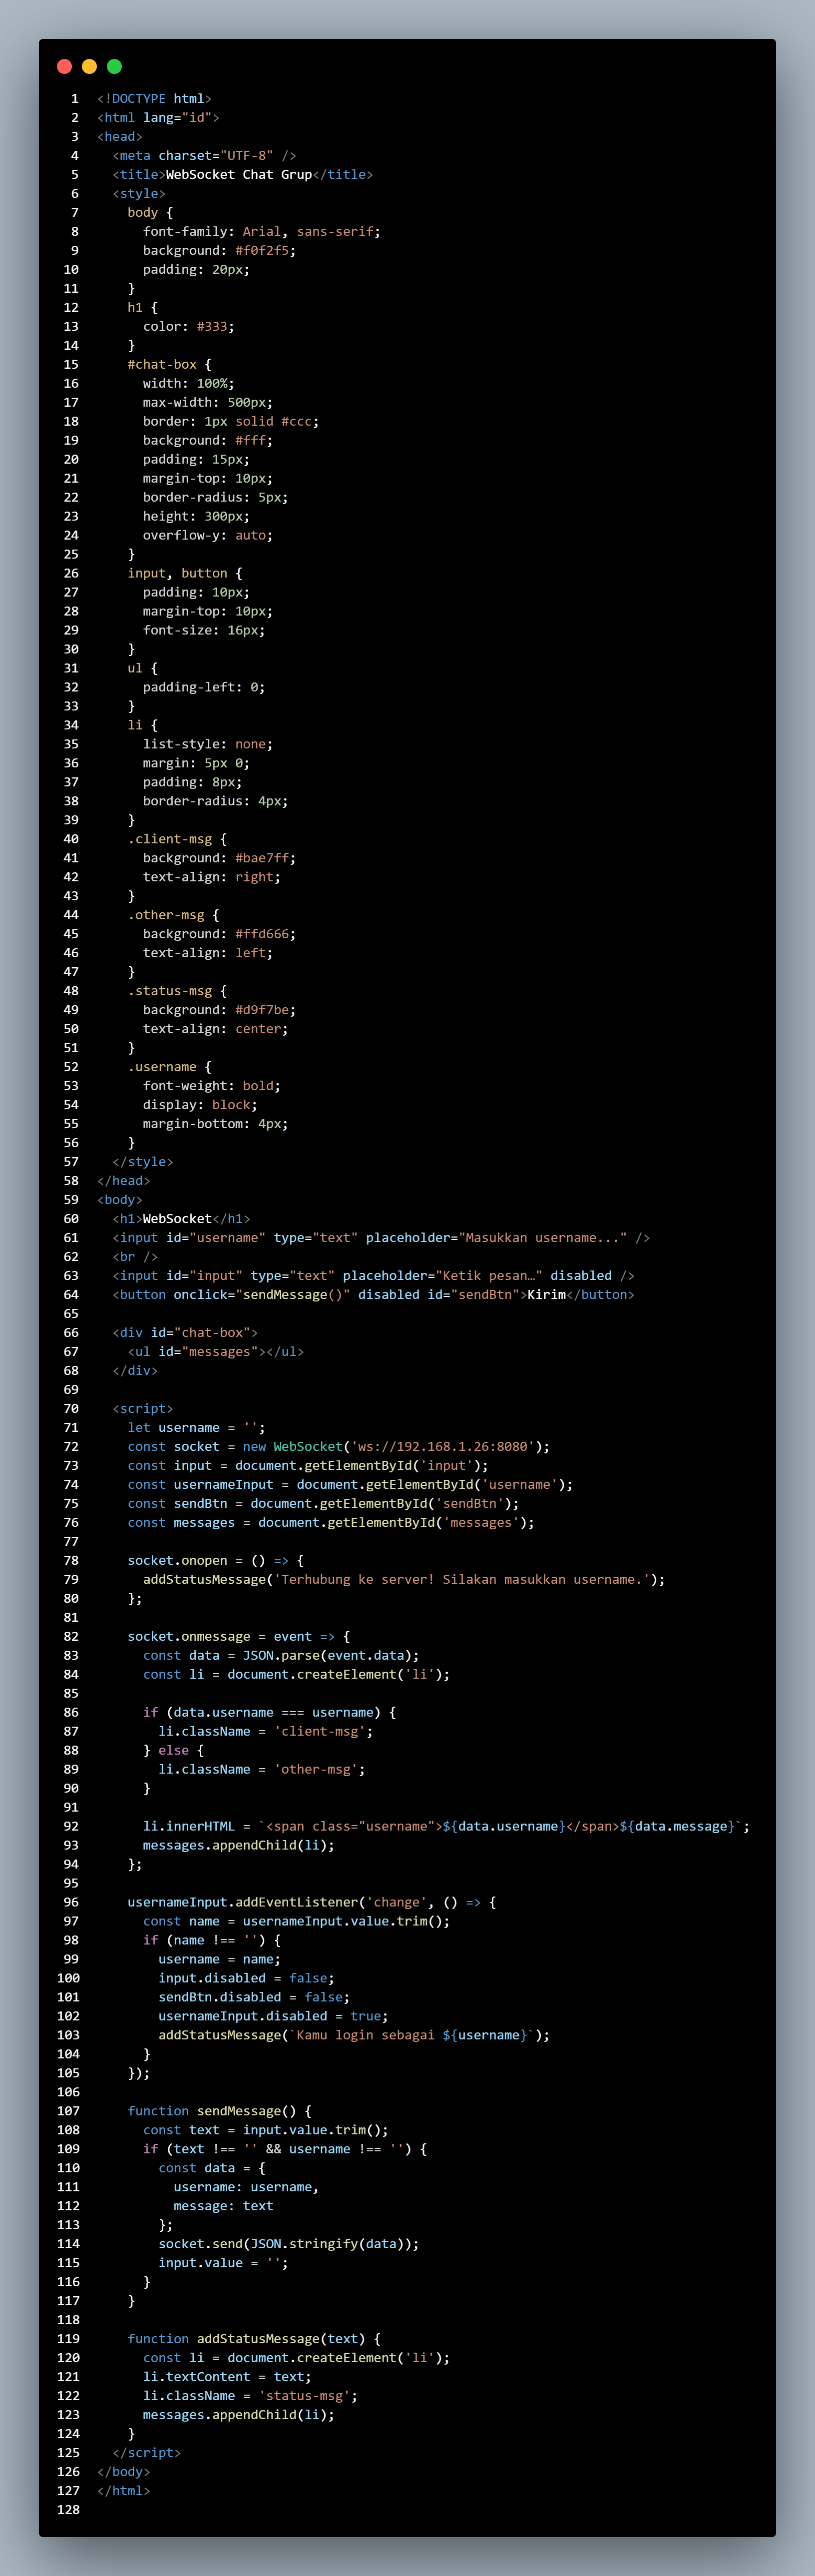 1 <!DOCTYPE html>
2 <html lang="id">
3 <head>
4   <meta charset="UTF-8" />
5   <title>WebSocket Chat Grup</title>
6   <style>
7     body {
8       font-family: Arial, sans-serif;
9       background: #f0f2f5;
10       padding: 20px;
11     }
12     h1 {
13       color: #333;
14     }
15     #chat-box {
16       width: 100%;
17       max-width: 500px;
18       border: 1px solid #ccc;
19       background: #fff;
20       padding: 15px;
21       margin-top: 10px;
22       border-radius: 5px;
23       height: 300px;
24       overflow-y: auto;
25     }
26     input, button {
27       padding: 10px;
28       margin-top: 10px;
29       font-size: 16px;
30     }
31     ul {
32       padding-left: 0;
33     }
34     li {
35       list-style: none;
36       margin: 5px 0;
37       padding: 8px;
38       border-radius: 4px;
39     }
40     .client-msg {
41       background: #bae7ff;
42       text-align: right;
43     }
44     .other-msg {
45       background: #ffd666;
46       text-align: left;
47     }
48     .status-msg {
49       background: #d9f7be;
50       text-align: center;
51     }
52     .username {
53       font-weight: bold;
54       display: block;
55       margin-bottom: 4px;
56     }
57   </style>
58 </head>
59 <body>
60   <h1>WebSocket</h1>
61   <input id="username" type="text" placeholder="Masukkan username..." />
62   <br />
63   <input id="input" type="text" placeholder="Ketik pesan…" disabled />
64   <button onclick="sendMessage()" disabled id="sendBtn">Kirim</button>
65
66   <div id="chat-box">
67     <ul id="messages"></ul>
68   </div>
69
70   <script>
71     let username = '';
72     const socket = new WebSocket('ws://192.168.1.26:8080');
73     const input = document.getElementById('input');
74     const usernameInput = document.getElementById('username');
75     const sendBtn = document.getElementById('sendBtn');
76     const messages = document.getElementById('messages');
77
78     socket.onopen = () => {
79       addStatusMessage('Terhubung ke server! Silakan masukkan username.');
80     };
81
82     socket.onmessage = event => {
83       const data = JSON.parse(event.data);
84       const li = document.createElement('li');
85
86       if (data.username === username) {
87         li.className = 'client-msg';
88       } else {
89         li.className = 'other-msg';
90       }
91
92       li.innerHTML = `<span class="username">${data.username}</span>${data.message}`;
93       messages.appendChild(li);
94     };
95
96     usernameInput.addEventListener('change', () => {
97       const name = usernameInput.value.trim();
98       if (name !== '') {
99         username = name;
100         input.disabled = false;
101         sendBtn.disabled = false;
102         usernameInput.disabled = true;
103         addStatusMessage(`Kamu login sebagai ${username}`);
104       }
105     });
106
107     function sendMessage() {
108       const text = input.value.trim();
109       if (text !== '' && username !== '') {
110         const data = {
111           username: username,
112           message: text
113         };
114         socket.send(JSON.stringify(data));
115         input.value = '';
116       }
117     }
118
119     function addStatusMessage(text) {
120       const li = document.createElement('li');
121       li.textContent = text;
122       li.className = 'status-msg';
123       messages.appendChild(li);
124     }
125   </script>
126 </body>
127 </html>
128